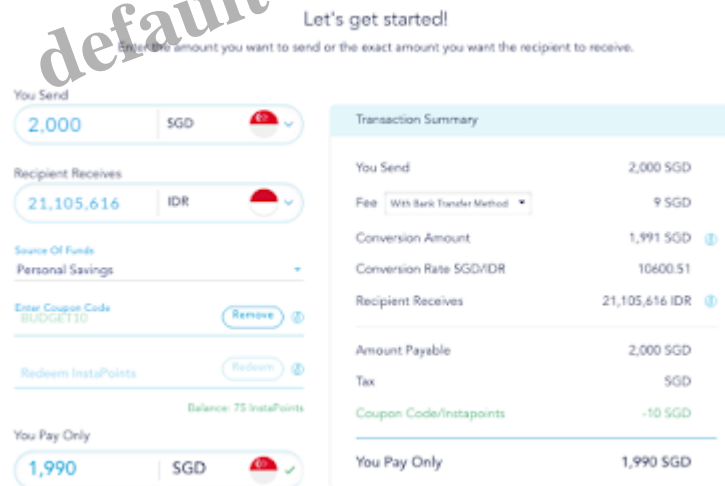 default
Let's get started!
Enter the amount you want to send or the exact amount you want the recipient to receive.
You Send
2,000 SGD
Recipient Receives
21,105,616 IDR
Source Of Funds
Personal Savings
Enter Coupon Code
BUDGET10 Remove
Redeem InstaPoints Redeem
Balance: 75 InstaPoints
You Pay Only
1,990 SGD
Transaction Summary
You Send 2,000 SGD
Fee With Bank Transfer Method 9 SGD
Conversion Amount 1,991 SGD
Conversion Rate SGD/IDR 10600.51
Recipient Receives 21,105,616 IDR
Amount Payable 2,000 SGD
Tax SGD
Coupon Code/Instapoints -10 SGD
You Pay Only 1,990 SGD